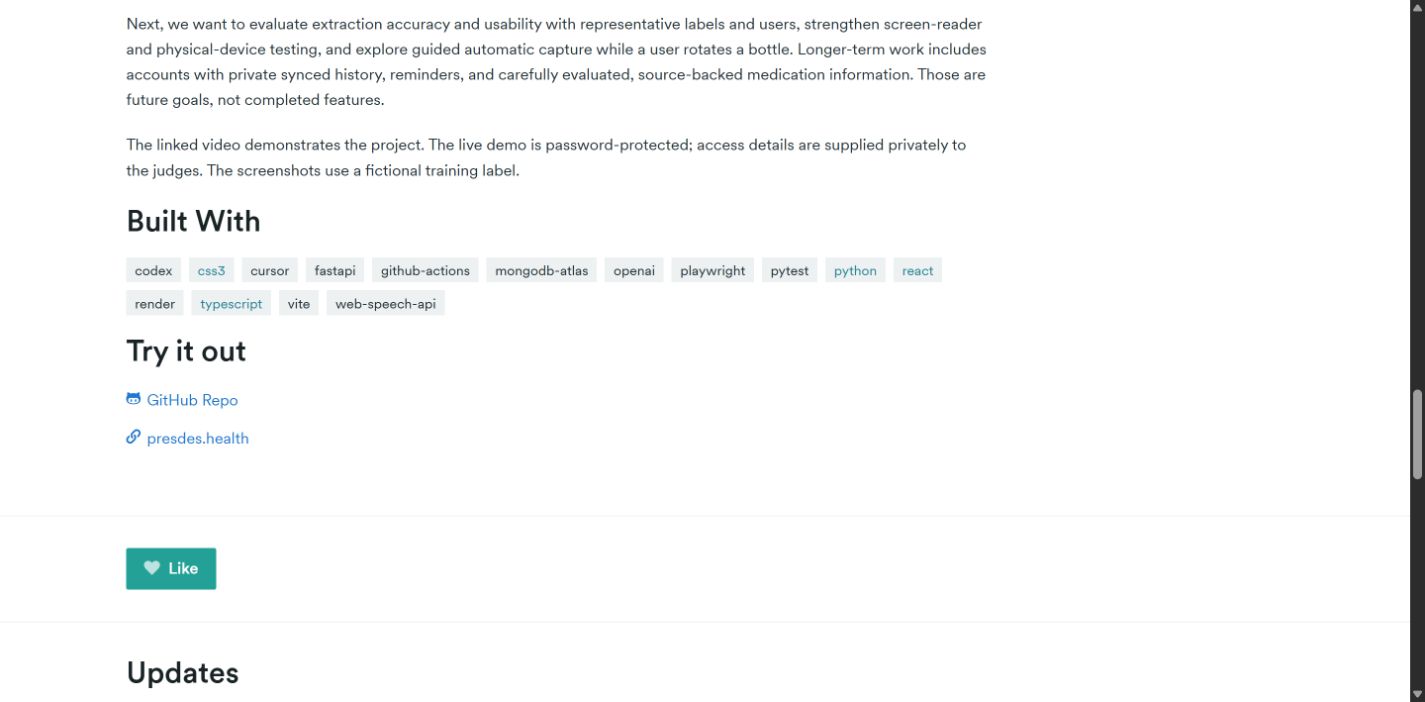 Next, we want to evaluate extraction accuracy and usability with representative labels and users, strengthen screen-reader
and physical-device testing, and explore guided automatic capture while a user rotates a bottle. Longer-term work includes
accounts with private synced history, reminders, and carefully evaluated, source-backed medication information. Those are
future goals, not completed features.
The linked video demonstrates the project. The live demo is password-protected; access details are supplied privately to
the judges. The screenshots use a fictional training label.
Built With
codex css3 cursor fastapi github-actions mongodb-atlas openai playwright pytest python react
render typescript vite web-speech-api
Try it out
GitHub Repo
presdes.health
Like
Updates